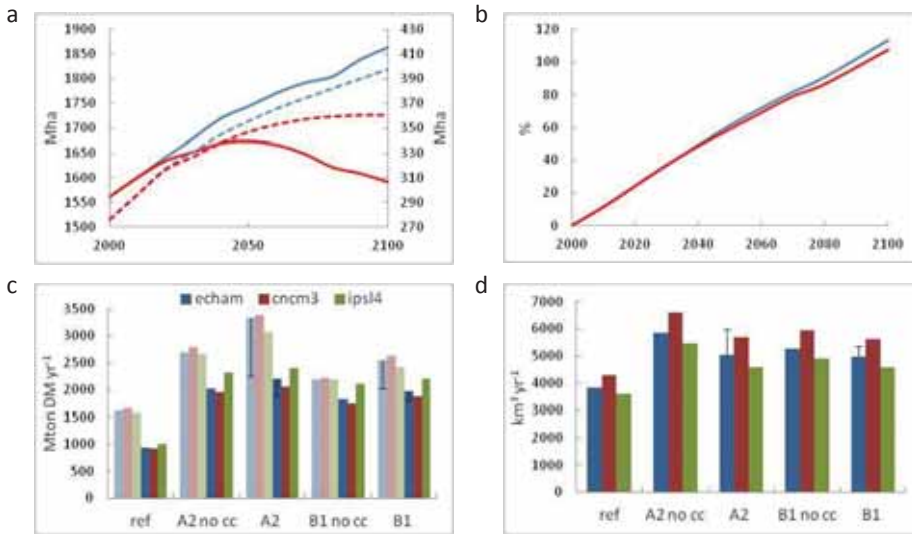 a
1900
1850
1800
1750
1700
1650
1600
1550
1500
Mha
430
410
390
370
350
330
310
290
270
Mha
2000
2050
2100
b
120
100
80
60
40
20
0
%
2000
2020
2040
2060
2080
2100
c
echam
cncm3
ipsl4
3500
3000
2500
2000
1500
1000
500
0
Mton DM yr⁻¹
ref
A2 no cc
A2
B1 no cc
B1
d
7000
6000
5000
4000
3000
2000
1000
0
km³ yr⁻¹
ref
A2 no cc
A2
B1 no cc
B1